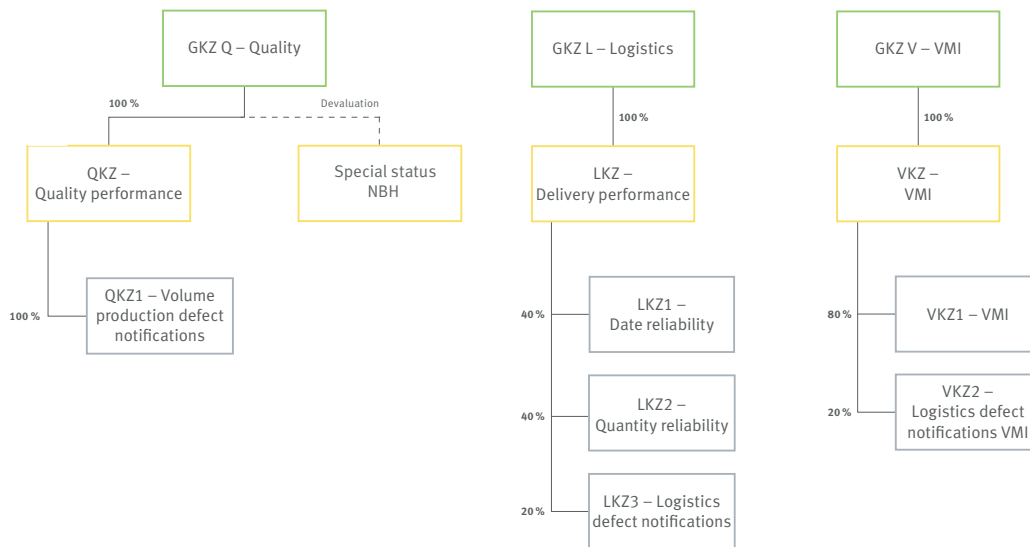 GKZ Q – Quality
GKZ L – Logistics
GKZ V – VMI
100 %
Devaluation
100 %
100 %
QKZ –
Quality performance
Special status
NBH
LKZ –
Delivery performance
VKZ –
VMI
100 %
QKZ1 – Volume
production defect
notifications
40 %
LKZ1 –
Date reliability
80 %
VKZ1 – VMI
40 %
LKZ2 –
Quantity reliability
20 %
VKZ2 –
Logistics defect
notifications VMI
20 %
LKZ3 – Logistics
defect notifications